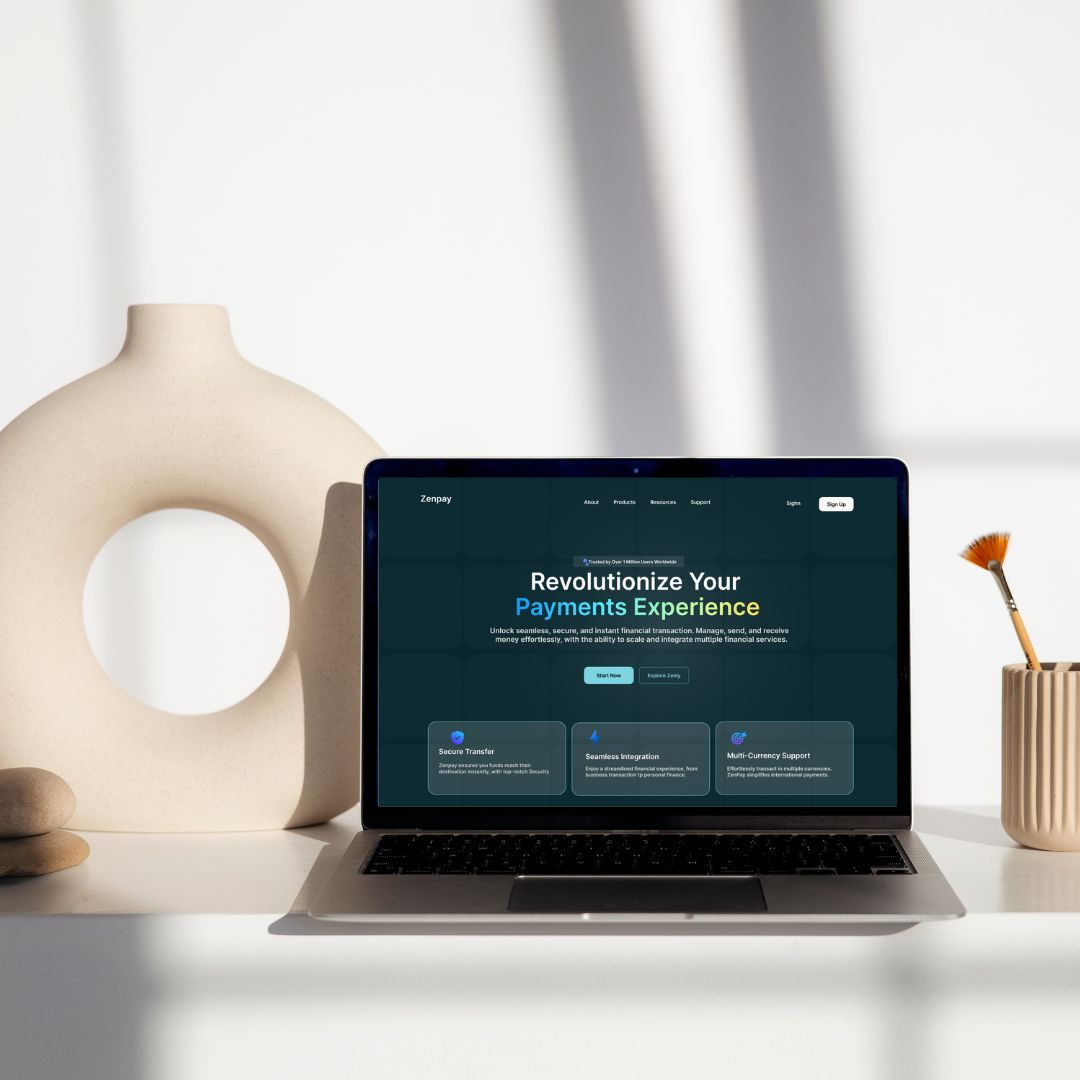 Zenpay
About Products Resources Support
Sighn
Sign Up
Trusted by Over 1 Million Users Worldwide
Revolutionize Your
Payments Experience
Unlock seamless, secure, and instant financial transaction. Manage, send, and receive
money effortlessly, with the ability to scale and integrate multiple financial services.
Start Now
Explore Zenly
Secure Transfer
Zenpay ensures you funds reach their
destination instantly, with top-notch Security
Seamless Integration
Enjoy a streamlined financial experience, from
business transaction tp personal finance.
Multi-Currency Support
Effortlessly transact in multiple currencies.
ZenPay simplifies international payments.